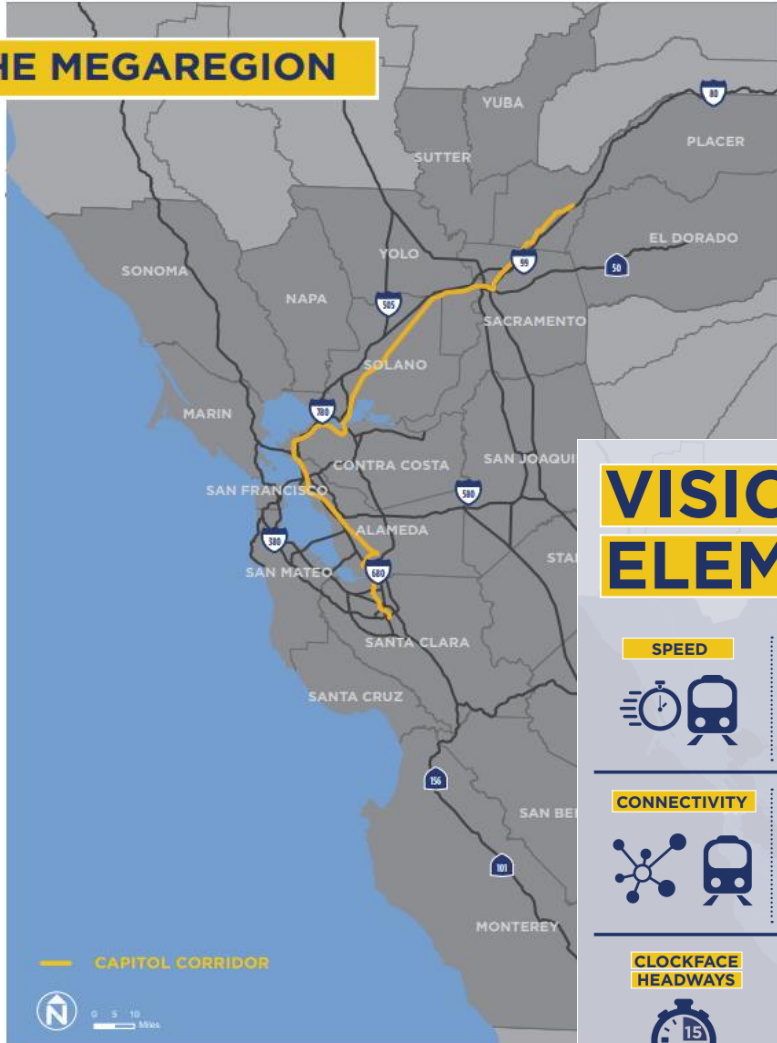 HE MEGAREGION
80
YUBA
PLACER
SUTTER
EL DORADO
YOLO
99
50
SONOMA
NAPA
505
SACRAMENTO
SOLANO
780
MARIN
CONTRA COSTA
SAN JOAQUI
SAN FRANCISCO
580
ALAMEDA
380
STA
SAN MATEO
680
SANTA CLARA
SANTA CRUZ
156
SAN BE
101
MONTEREY
CAPITOL CORRIDOR
N
0 5 10
Miles
VISIO
ELEM
SPEED
CONNECTIVITY
CLOCKFACE
HEADWAYS
15